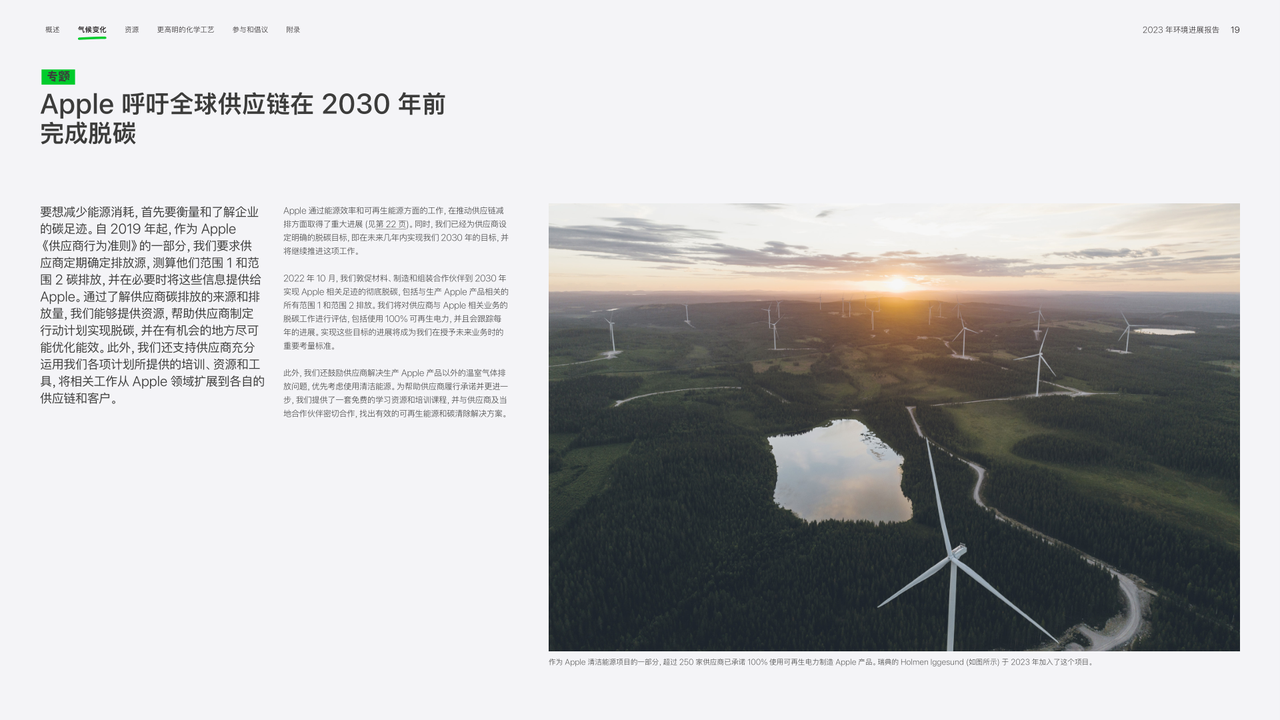 概述 气候变化 资源 更高明的化学工艺 参与和倡议 附录
2023 年环境进展报告 19
专题
Apple 呼吁全球供应链在 2030 年前
完成脱碳
要想减少能源消耗，首先要衡量和了解企业
的碳足迹。自 2019 年起，作为 Apple
《供应商行为准则》的一部分，我们要求供
应商定期确定排放源，测算他们范围 1 和范
围 2 碳排放，并在必要时将这些信息提供给
Apple。通过了解供应商碳排放的来源和排
放量，我们能够提供资源，帮助供应商制定
行动计划实现脱碳，并在有机会的地方尽可
能优化能效。此外，我们还支持供应商充分
运用我们各项计划所提供的培训、资源和工
具，将相关工作从 Apple 领域扩展到各自的
供应链和客户。
Apple 通过能源效率和可再生能源方面的工作，在推动供应链减
排方面取得了重大进展 (见第 22 页)。同时，我们已经为供应商设
定明确的脱碳目标，即在未来几年内实现我们 2030 年的目标，并
将继续推进这项工作。
2022 年 10 月，我们敦促材料、制造和组装合作伙伴到 2030 年
实现 Apple 相关足迹的彻底脱碳，包括与生产 Apple 产品相关的
所有范围 1 和范围 2 排放。我们将对供应商与 Apple 相关业务的
脱碳工作进行评估，包括使用 100% 可再生电力，并且会跟踪每
年的进展。实现这些目标的进展将成为我们在授予未来业务时的
重要考量标准。
此外，我们还鼓励供应商解决生产 Apple 产品以外的温室气体排
放问题，优先考虑使用清洁能源。为帮助供应商履行承诺并更进一
步，我们提供了一套免费的学习资源和培训课程，并与供应商及当
地合作伙伴密切合作，找出有效的可再生能源和碳清除解决方案。
作为 Apple 清洁能源项目的一部分，超过 250 家供应商已承诺 100% 使用可再生电力制造 Apple 产品。瑞典的 Holmen Iggesund (如图所示) 于 2023 年加入了这个项目。